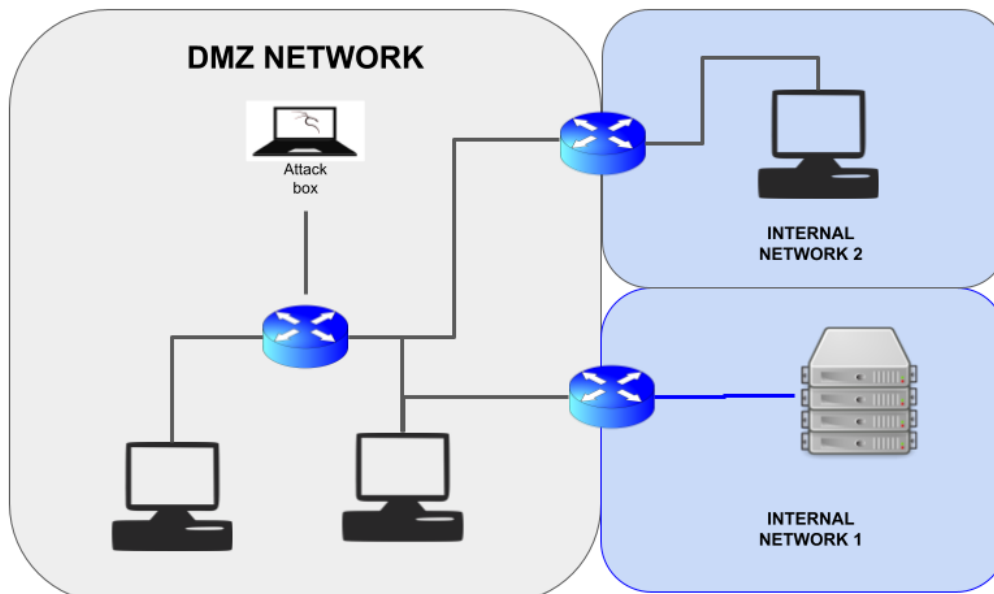 DMZ NETWORK
Attack
box
INTERNAL
NETWORK 2
INTERNAL
NETWORK 1